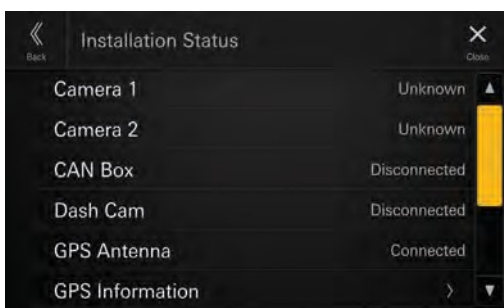 Installation Status
Back
Close
Camera 1 Unknown
Camera 2 Unknown
CAN Box Disconnected
Dash Cam Disconnected
GPS Antenna Connected
GPS Information